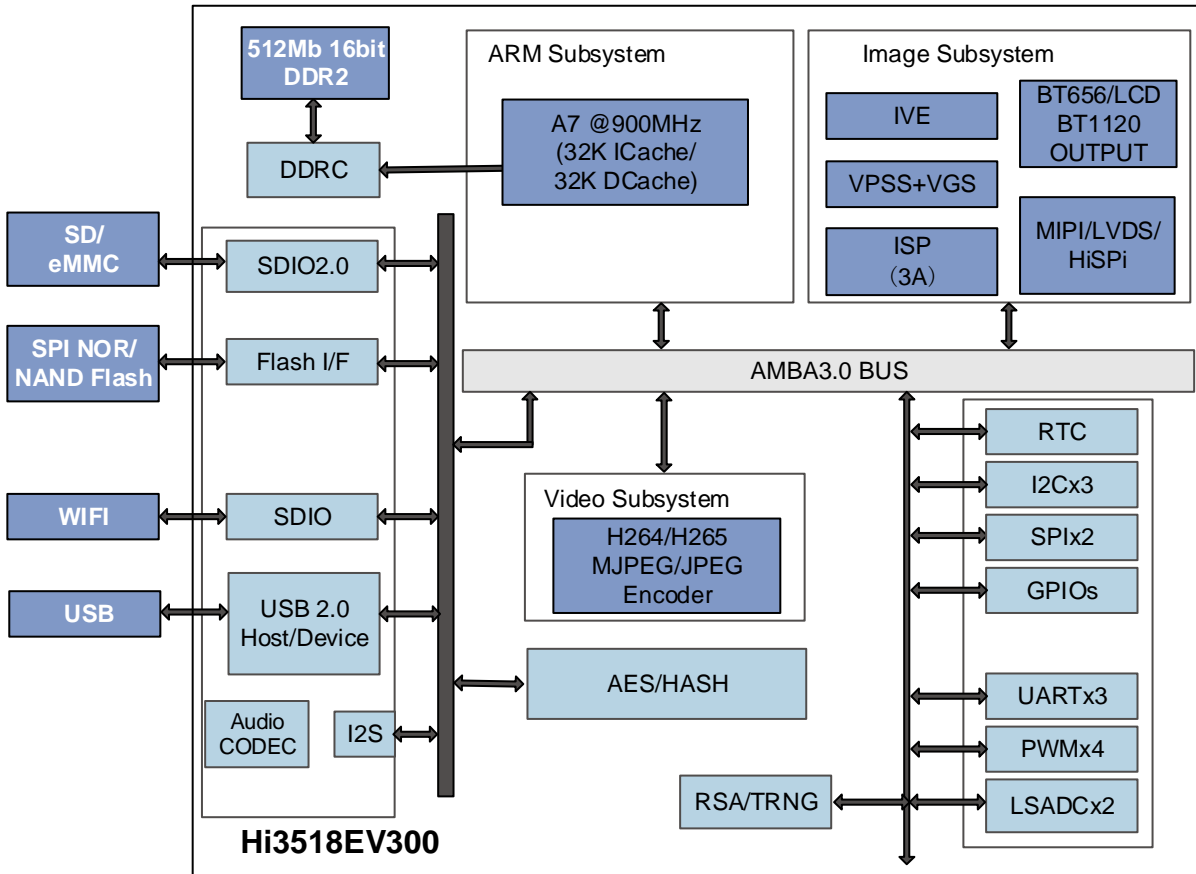 512Mb 16bit
DDR2
DDRC
ARM Subsystem
A7 @900MHz
(32K ICache/
32K DCache)
Image Subsystem
IVE
VPSS+VGS
ISP
（3A）
BT656/LCD
BT1120
OUTPUT
MIPI/LVDS/
HiSPi
SD/
eMMC
SDIO2.0
SPI NOR/
NAND Flash
Flash I/F
WIFI
SDIO
USB
USB 2.0
Host/Device
Audio
CODEC
I2S
AMBA3.0 BUS
Video Subsystem
H264/H265
MJPEG/JPEG
Encoder
AES/HASH
RSA/TRNG
RTC
I2Cx3
SPIx2
GPIOs
UARTx3
PWMx4
LSADCx2
Hi3518EV300